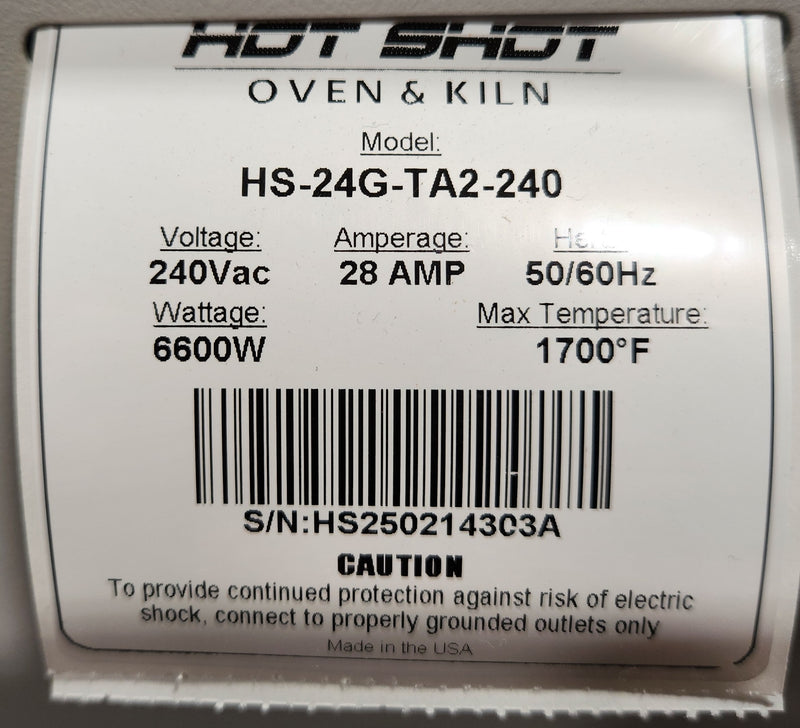 HOT SHOT
OVEN & KILN
Model:
HS-24G-TA2-240
Voltage: Amperage:
240Vac 28 AMP 50/60Hz
Wattage: Max Temperature:
6600W 1700°F
S/N:HS250214303A
CAUTION
To provide continued protection against risk of electric
shock, connect to properly grounded outlets only
Made in the USA